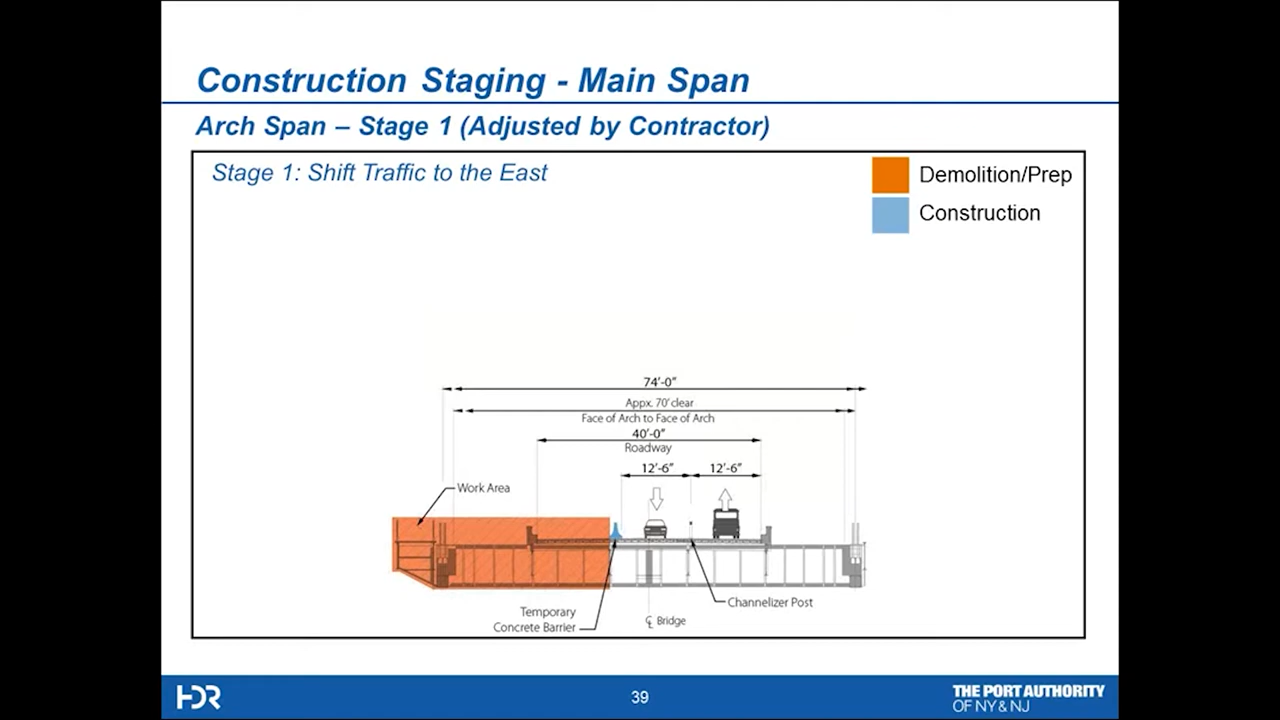 Construction Staging - Main Span
Arch Span – Stage 1 (Adjusted by Contractor)
Stage 1: Shift Traffic to the East
Demolition/Prep
Construction
74'-0"
Appx. 70' clear
Face of Arch to Face of Arch
40'-0"
Roadway
12'-6" 12'-6"
Work Area
Channelizer Post
Temporary
Concrete Barrier
℄ Bridge
HDR
39
THE PORT AUTHORITY
OF NY & NJ